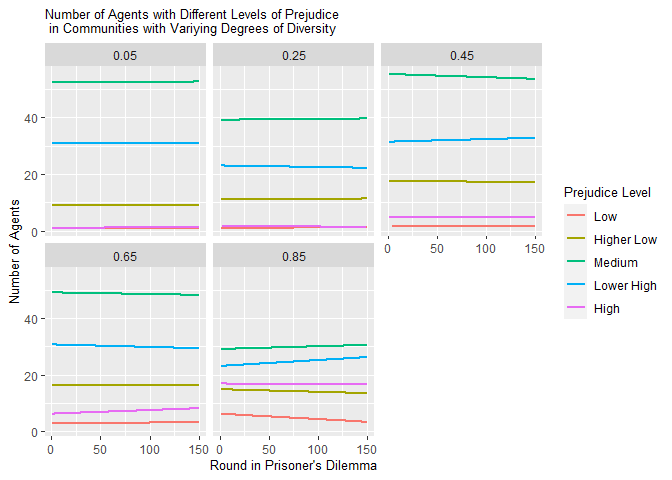 Number of Agents with Different Levels of Prejudice
in Communities with Variying Degrees of Diversity
0.05
0.25
0.45
40
20
0
0
50
100
150
0.65
0.85
40
20
0
0
50
100
150
0
50
100
150
Number of Agents
Round in Prisoner's Dilemma
Prejudice Level
Low
Higher Low
Medium
Lower High
High